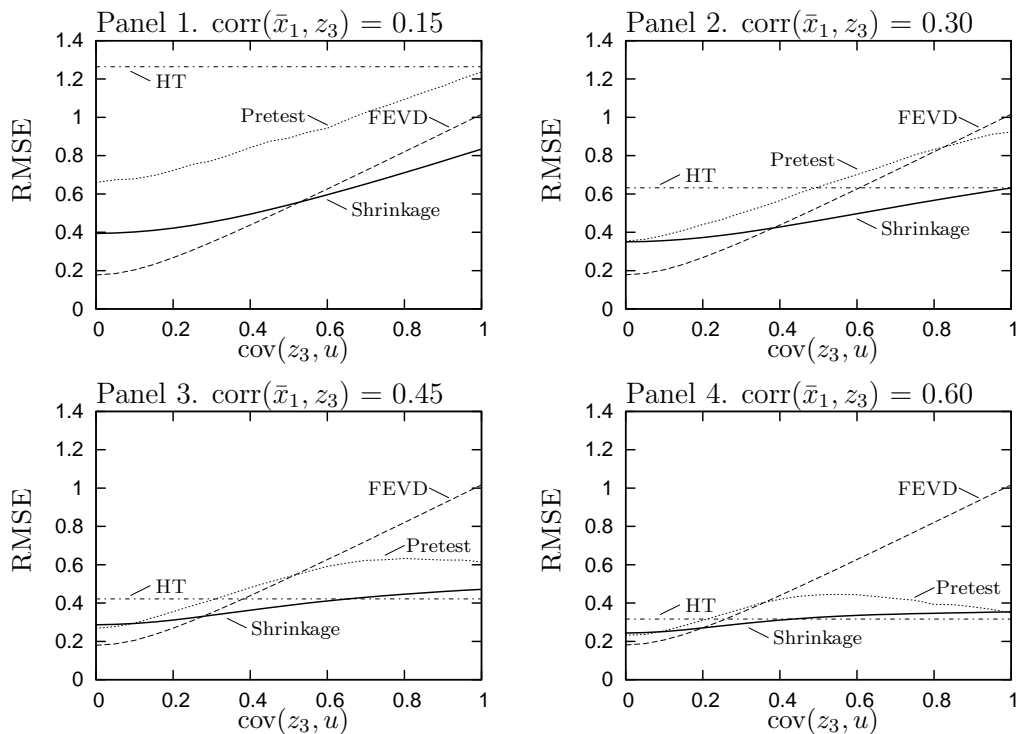 Panel 1. corr(x̄₁, z₃) = 0.15
1.4
1.2
1
0.8
0.6
0.4
0.2
0
RMSE
HT
Pretest
FEVD
Shrinkage
0
0.2
0.4
0.6
0.8
1
cov(z₃, u)
Panel 2. corr(x̄₁, z₃) = 0.30
1.4
1.2
1
0.8
0.6
0.4
0.2
0
RMSE
FEVD
Pretest
HT
Shrinkage
0
0.2
0.4
0.6
0.8
1
cov(z₃, u)
Panel 3. corr(x̄₁, z₃) = 0.45
1.4
1.2
1
0.8
0.6
0.4
0.2
0
RMSE
FEVD
Pretest
HT
Shrinkage
0
0.2
0.4
0.6
0.8
1
cov(z₃, u)
Panel 4. corr(x̄₁, z₃) = 0.60
1.4
1.2
1
0.8
0.6
0.4
0.2
0
RMSE
FEVD
Pretest
HT
Shrinkage
0
0.2
0.4
0.6
0.8
1
cov(z₃, u)